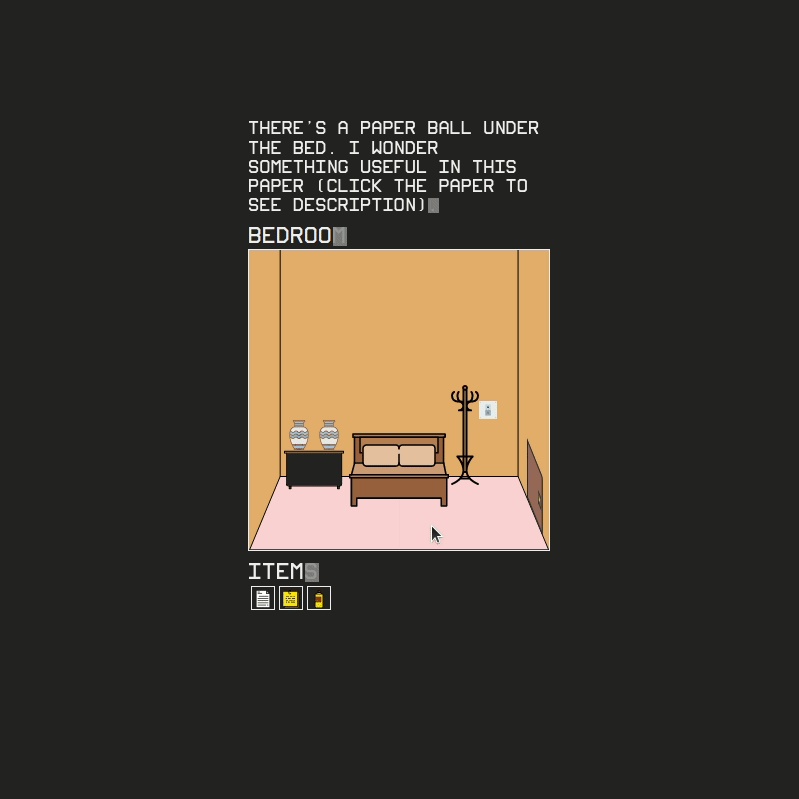 THERE'S A PAPER BALL UNDER
THE BED. I WONDER
SOMETHING USEFUL IN THIS
PAPER (CLICK THE PAPER TO
SEE DESCRIPTION).
BEDROOM
ITEMS